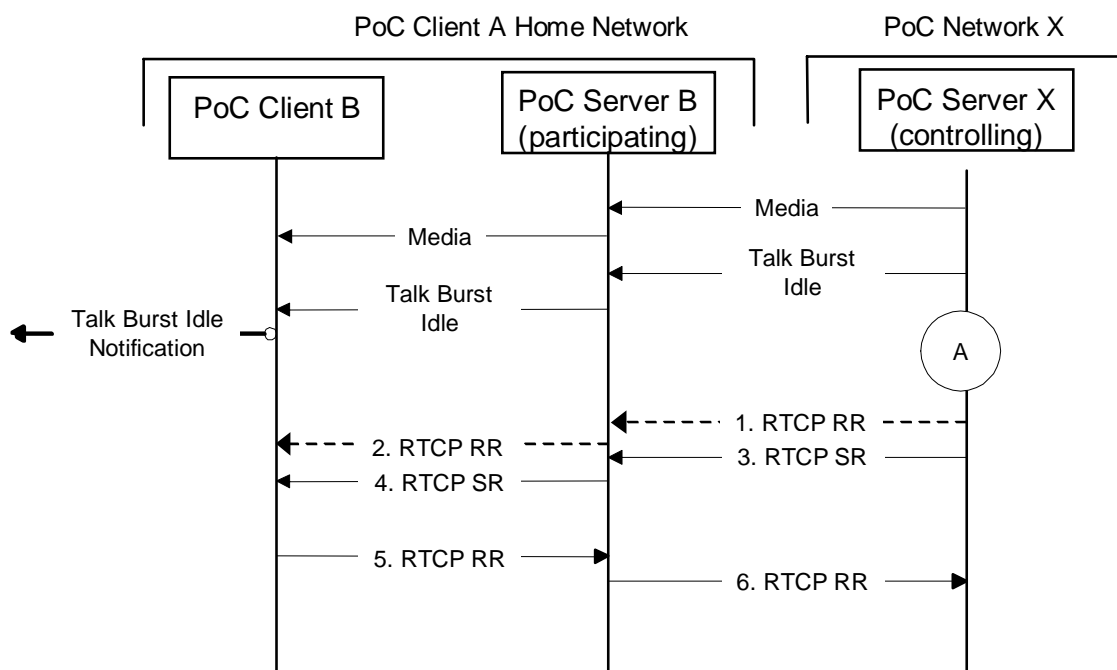 PoC Client A Home Network
PoC Network X
PoC Client B
PoC Server B
(participating)
PoC Server X
(controlling)
Media
Media
Talk Burst
Idle
Talk Burst
Idle
Talk Burst Idle
Notification
A
1. RTCP RR
2. RTCP RR
3. RTCP SR
4. RTCP SR
5. RTCP RR
6. RTCP RR